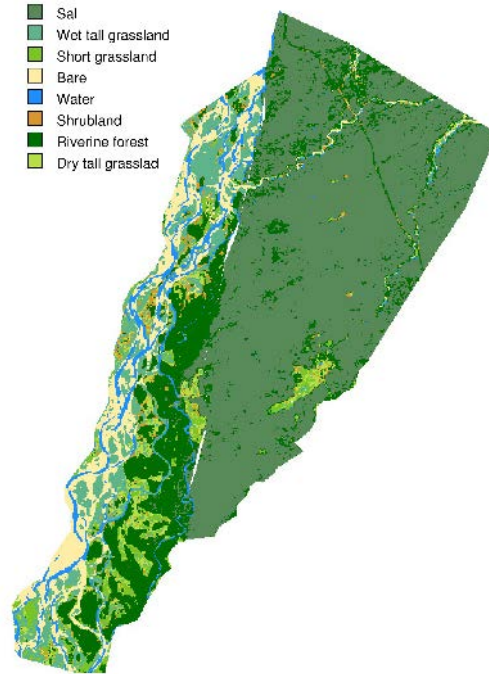 Sal
Wet tall grassland
Short grassland
Bare
Water
Shrubland
Riverine forest
Dry tall grasslad